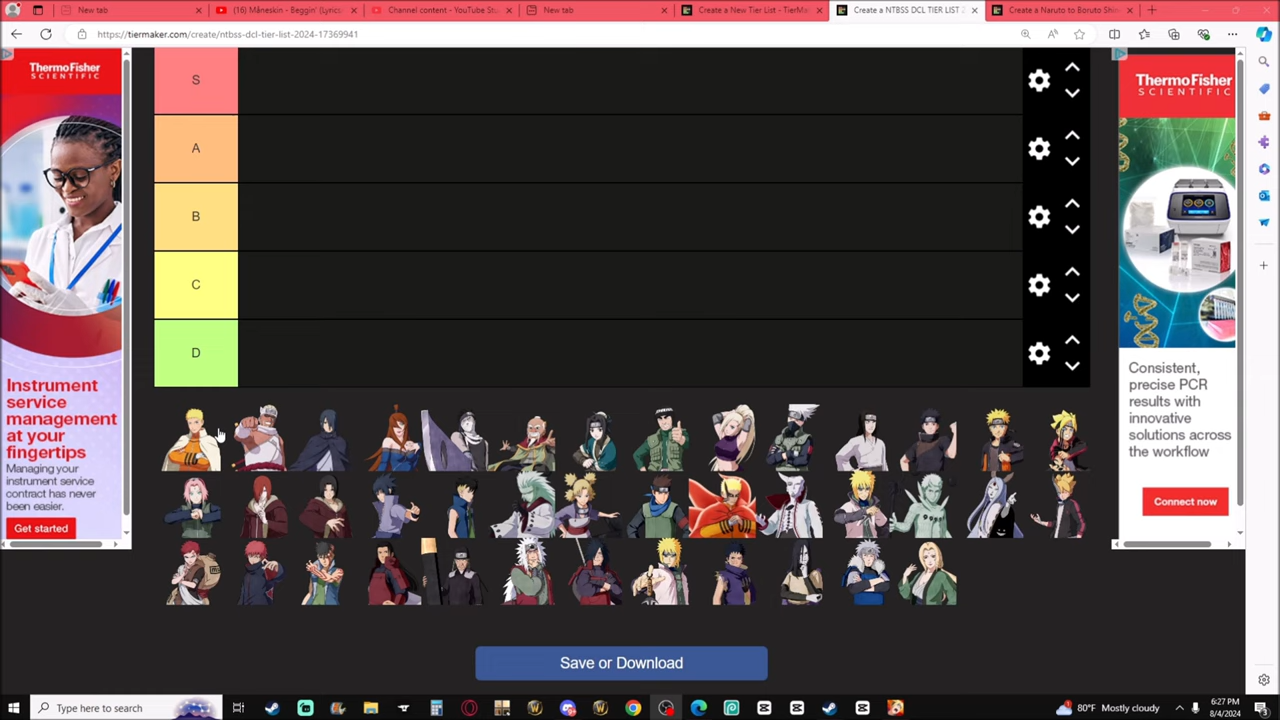 New tab
(16) Måneskin - Beggin' (Lyrics
Channel content - YouTube Stu
New tab
Create a New Tier List - TierMa
Create a NTBSS DCL TIER LIST 2
Create a Naruto to Boruto Shin
https://tiermaker.com/create/ntbss-dcl-tier-list-2024-17369941
ThermoFisher
SCIENTIFIC
Instrument
service
management
at your
fingertips
Managing your
instrument service
contract has never
been easier.
Get started
S
A
B
C
D
Save or Download
ThermoFisher
SCIENTIFIC
Consistent,
precise PCR
results with
innovative
solutions across
the workflow
Connect now
Type here to search
80°F Mostly cloudy
6:27 PM
8/4/2024